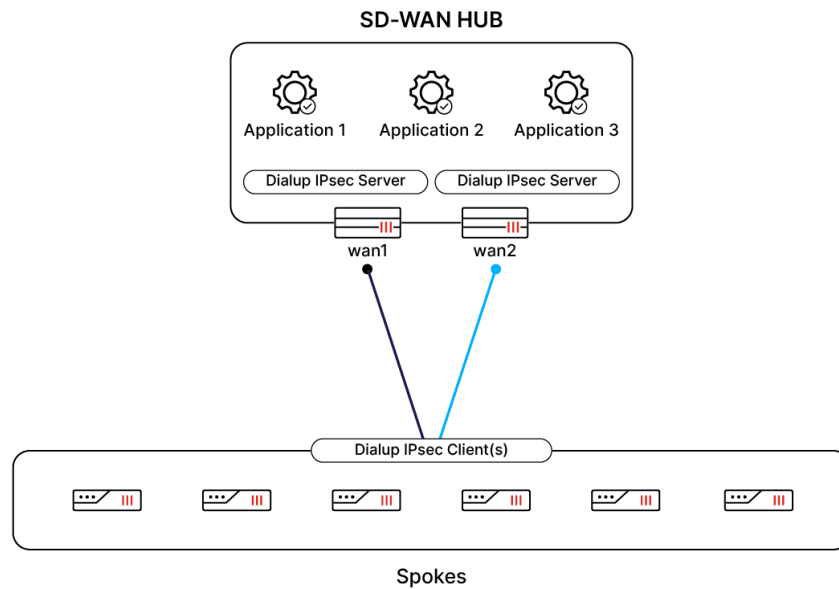 SD-WAN HUB
Application 1
Application 2
Application 3
Dialup IPsec Server
Dialup IPsec Server
wan1
wan2
Dialup IPsec Client(s)
Spokes